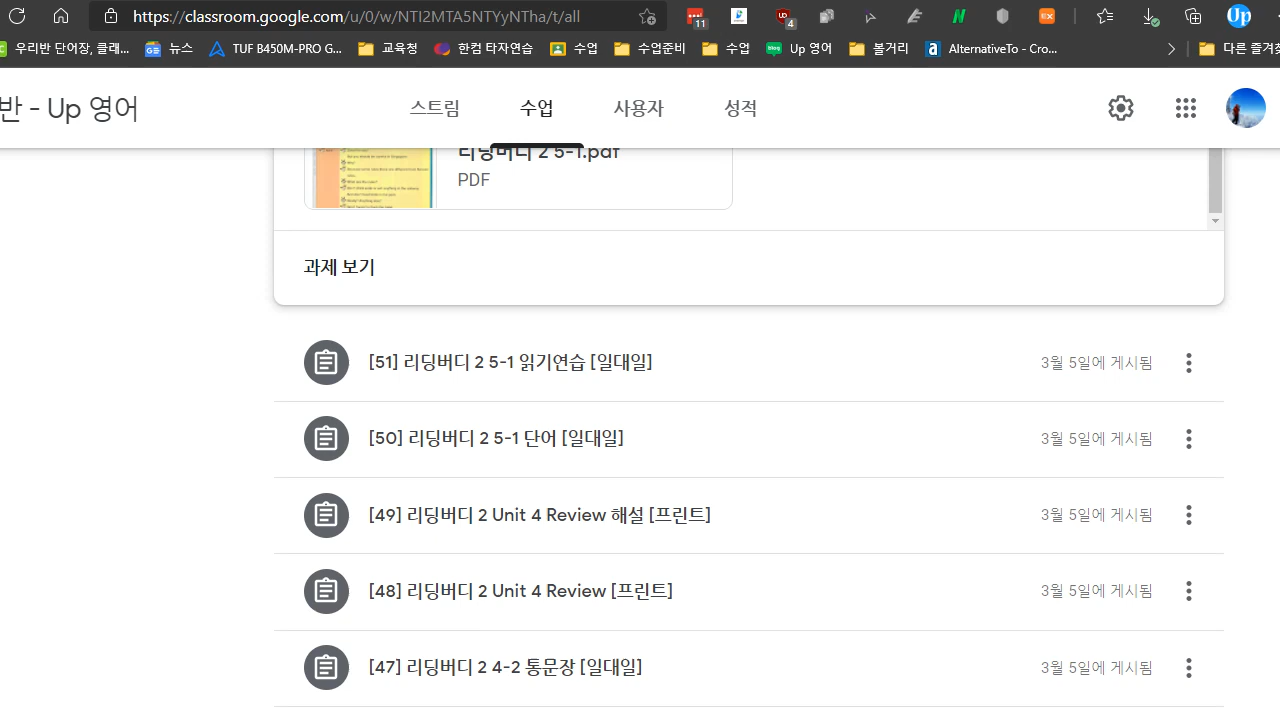 https://classroom.google.com/u/0/w/NTI2MTA5NTYyNTha/t/all
11
4
ex
Up
우리반 단어장, 클래...
뉴스
TUF B450M-PRO G...
교육청
한컴 타자연습
수업
수업준비
수업
Up 영어
볼거리
AlternativeTo - Cro...
다른 즐겨찾
반 - Up 영어
스트림
수업
사용자
성적
리딩버디 2 5-1.pdf
PDF
과제 보기
[51] 리딩버디 2 5-1 읽기연습 [일대일]
3월 5일에 게시됨
[50] 리딩버디 2 5-1 단어 [일대일]
3월 5일에 게시됨
[49] 리딩버디 2 Unit 4 Review 해설 [프린트]
3월 5일에 게시됨
[48] 리딩버디 2 Unit 4 Review [프린트]
3월 5일에 게시됨
[47] 리딩버디 2 4-2 통문장 [일대일]
3월 5일에 게시됨